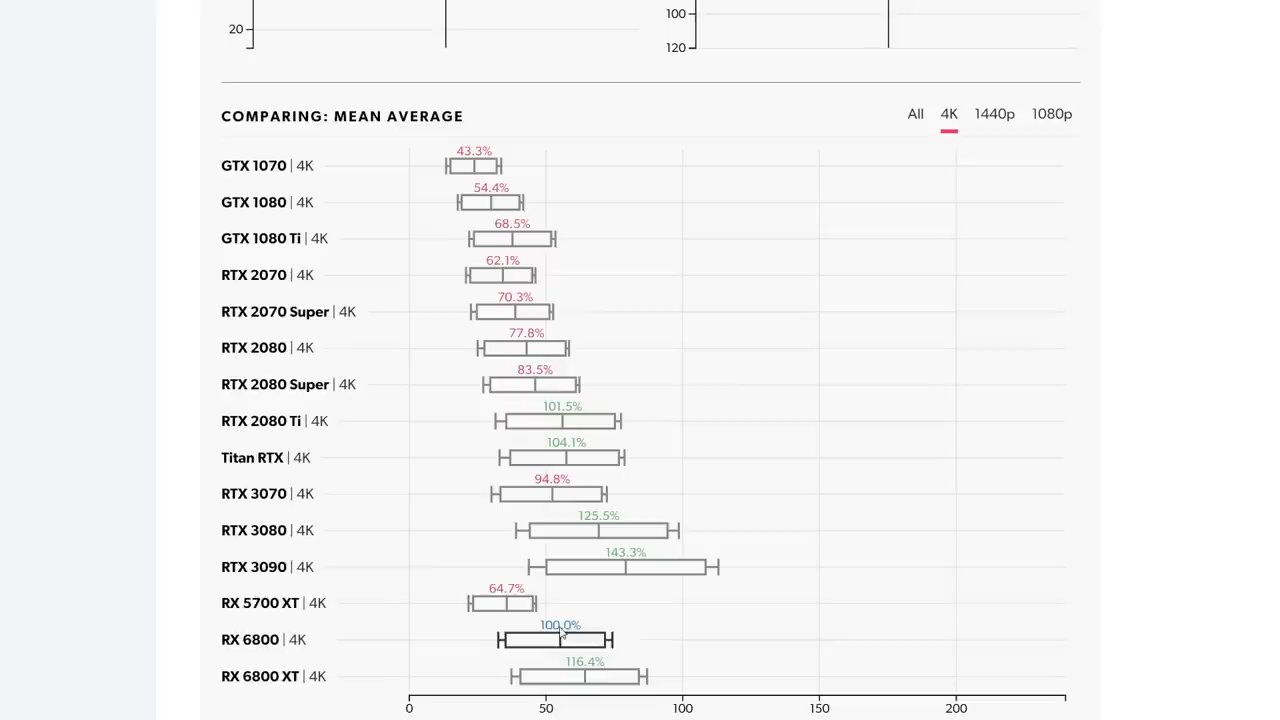 20
100
120
COMPARING: MEAN AVERAGE
All 4K 1440p 1080p
43.3%
GTX 1070 | 4K
54.4%
GTX 1080 | 4K
68.5%
GTX 1080 Ti | 4K
62.1%
RTX 2070 | 4K
70.3%
RTX 2070 Super | 4K
77.8%
RTX 2080 | 4K
83.5%
RTX 2080 Super | 4K
101.5%
RTX 2080 Ti | 4K
104.1%
Titan RTX | 4K
94.8%
RTX 3070 | 4K
125.5%
RTX 3080 | 4K
143.3%
RTX 3090 | 4K
64.7%
RX 5700 XT | 4K
100.0%
RX 6800 | 4K
116.4%
RX 6800 XT | 4K
0 50 100 150 200